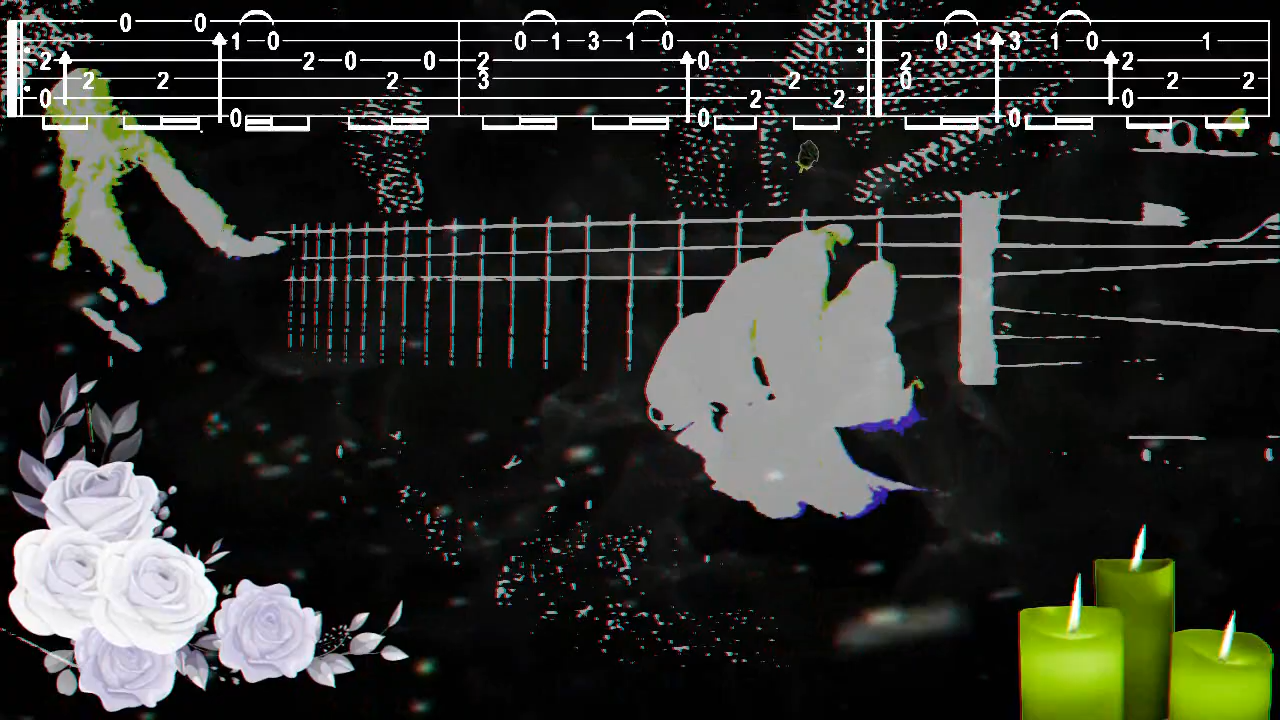 0 0
1 0 0 1 3 1 0 0 1 3 1 0 1
2 2 0 0 2 0 2 2
2 2 2 3 2 0 2 2
0 2 2 0
0 0 0